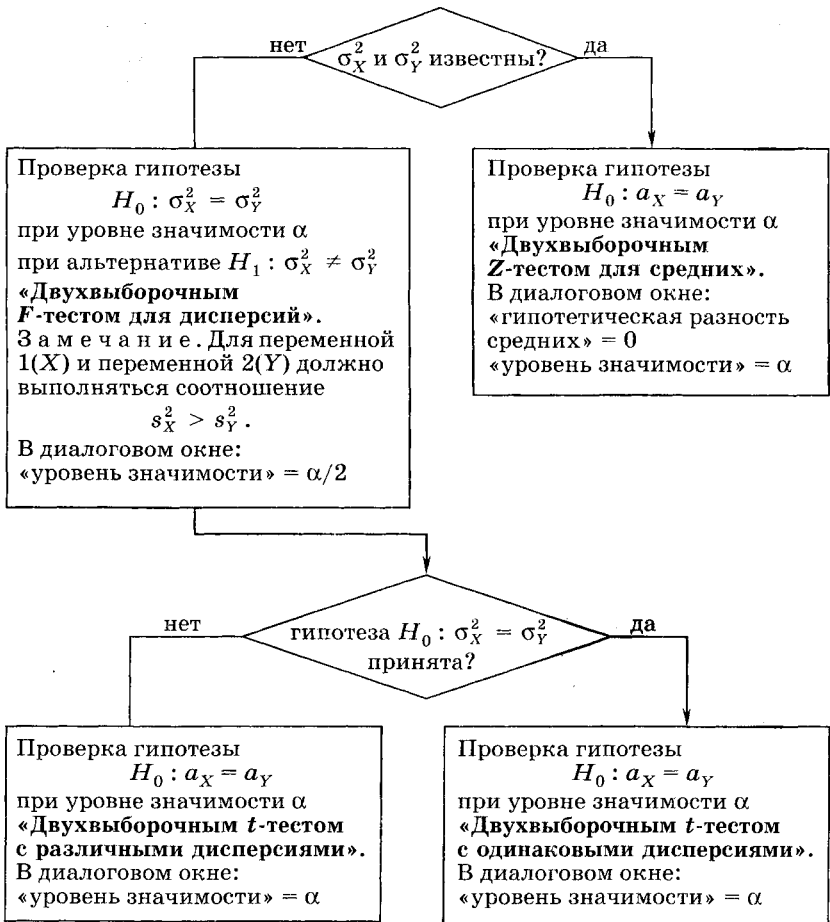 σ²_X и σ²_Y известны?
нет
да
Проверка гипотезы
H₀ : σ²_X = σ²_Y
при уровне значимости α
при альтернативе H₁ : σ²_X ≠ σ²_Y
«Двухвыборочным
F-тестом для дисперсий».
Замечание. Для переменной
1(X) и переменной 2(Y) должно
выполняться соотношение
s²_X > s²_Y .
В диалоговом окне:
«уровень значимости» = α/2
Проверка гипотезы
H₀ : a_X = a_Y
при уровне значимости α
«Двухвыборочным
Z-тестом для средних».
В диалоговом окне:
«гипотетическая разность
средних» = 0
«уровень значимости» = α
гипотеза H₀ : σ²_X = σ²_Y
принята?
нет
да
Проверка гипотезы
H₀ : a_X = a_Y
при уровне значимости α
«Двухвыборочным t-тестом
с различными дисперсиями».
В диалоговом окне:
«уровень значимости» = α
Проверка гипотезы
H₀ : a_X = a_Y
при уровне значимости α
«Двухвыборочным t-тестом
с одинаковыми дисперсиями».
В диалоговом окне:
«уровень значимости» = α